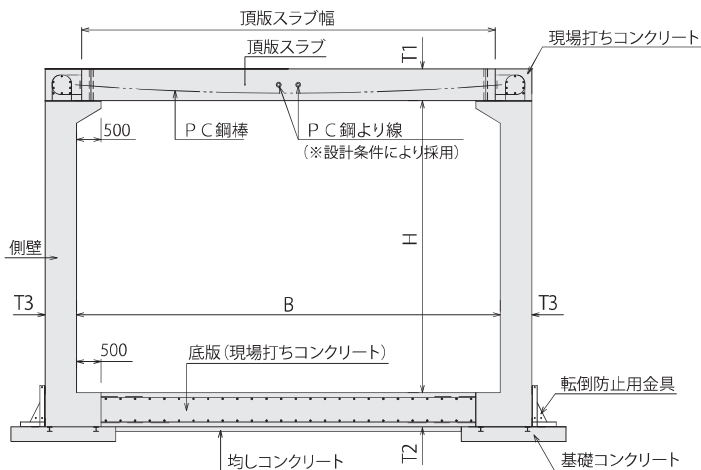 頂版スラブ幅
頂版スラブ
T1
現場打ちコンクリート
500
ＰＣ鋼棒
ＰＣ鋼より線
(※設計条件により採用)
側壁
H
T3
B
T3
500
底版(現場打ちコンクリート)
転倒防止用金具
均しコンクリート
T2
基礎コンクリート